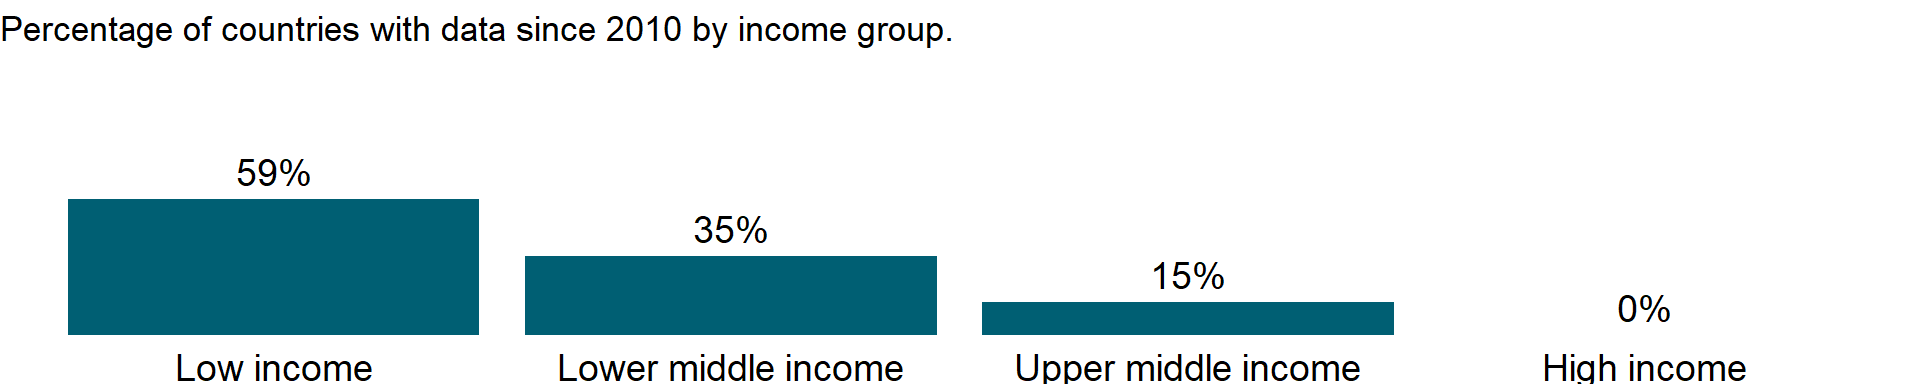 Percentage of countries with data since 2010 by income group.
59%
35%
15%
0%
Low income
Lower middle income
Upper middle income
High income